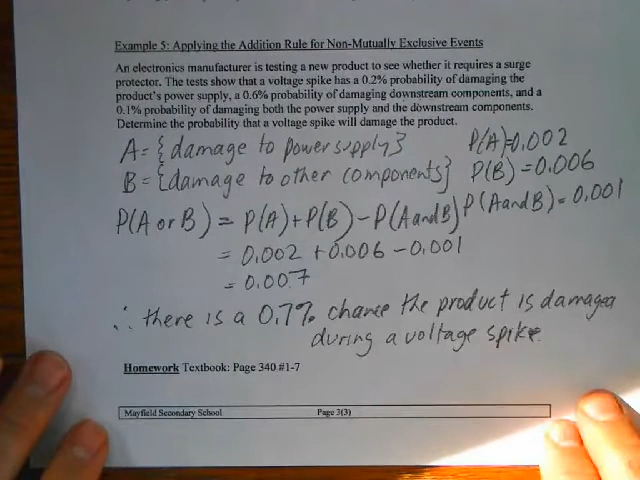 Example 5: Applying the Addition Rule for Non-Mutually Exclusive Events
An electronics manufacturer is testing a new product to see whether it requires a surge
protector. The tests show that a voltage spike has a 0.2% probability of damaging the
product's power supply, a 0.6% probability of damaging downstream components, and a
0.1% probability of damaging both the power supply and the downstream components.
Determine the probability that a voltage spike will damage the product.
A = { damage to power supply} P(A)=0.002
B = {damage to other components} P(B) = 0.006
P(A or B) = P(A) + P(B) - P(A and B) P(A and B) = 0.001
= 0.002 + 0.006 - 0.001
= 0.007
∴ there is a 0.7% chance the product is damaged
during a voltage spike.
Homework Textbook: Page 340 #1-7
Mayfield Secondary School Page 3(3)